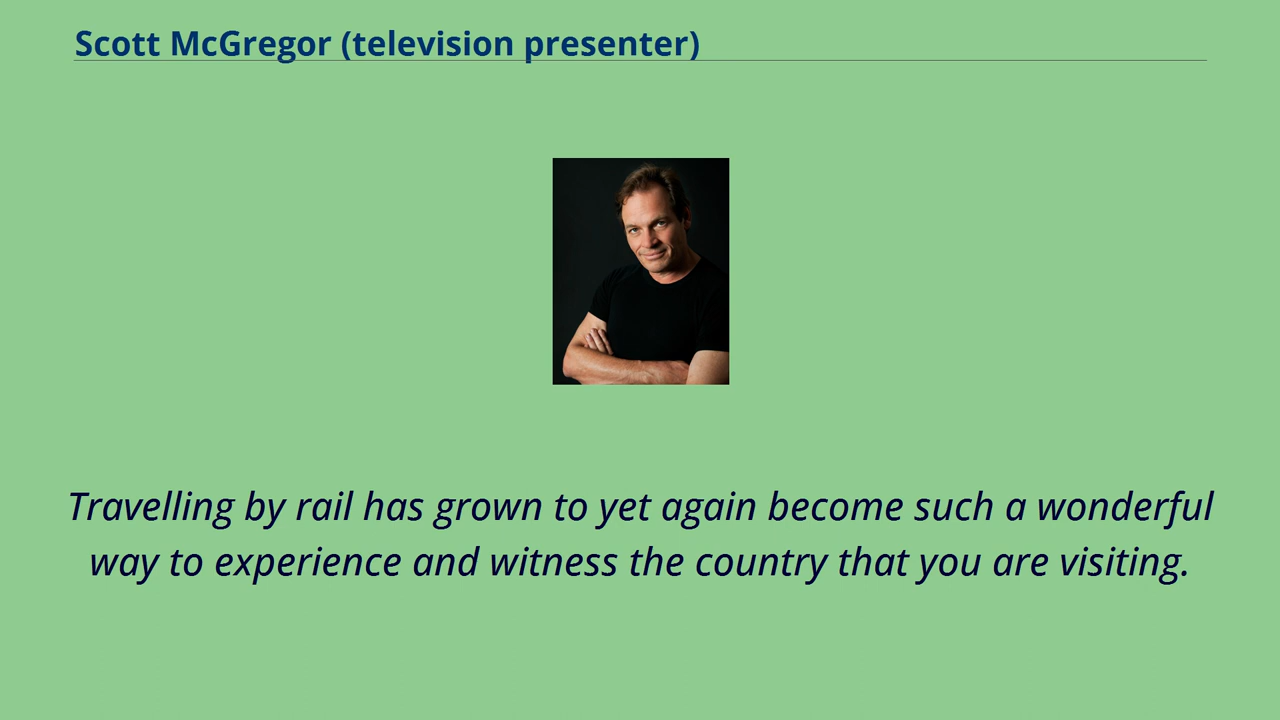 Scott McGregor (television presenter)
Travelling by rail has grown to yet again become such a wonderful
way to experience and witness the country that you are visiting.